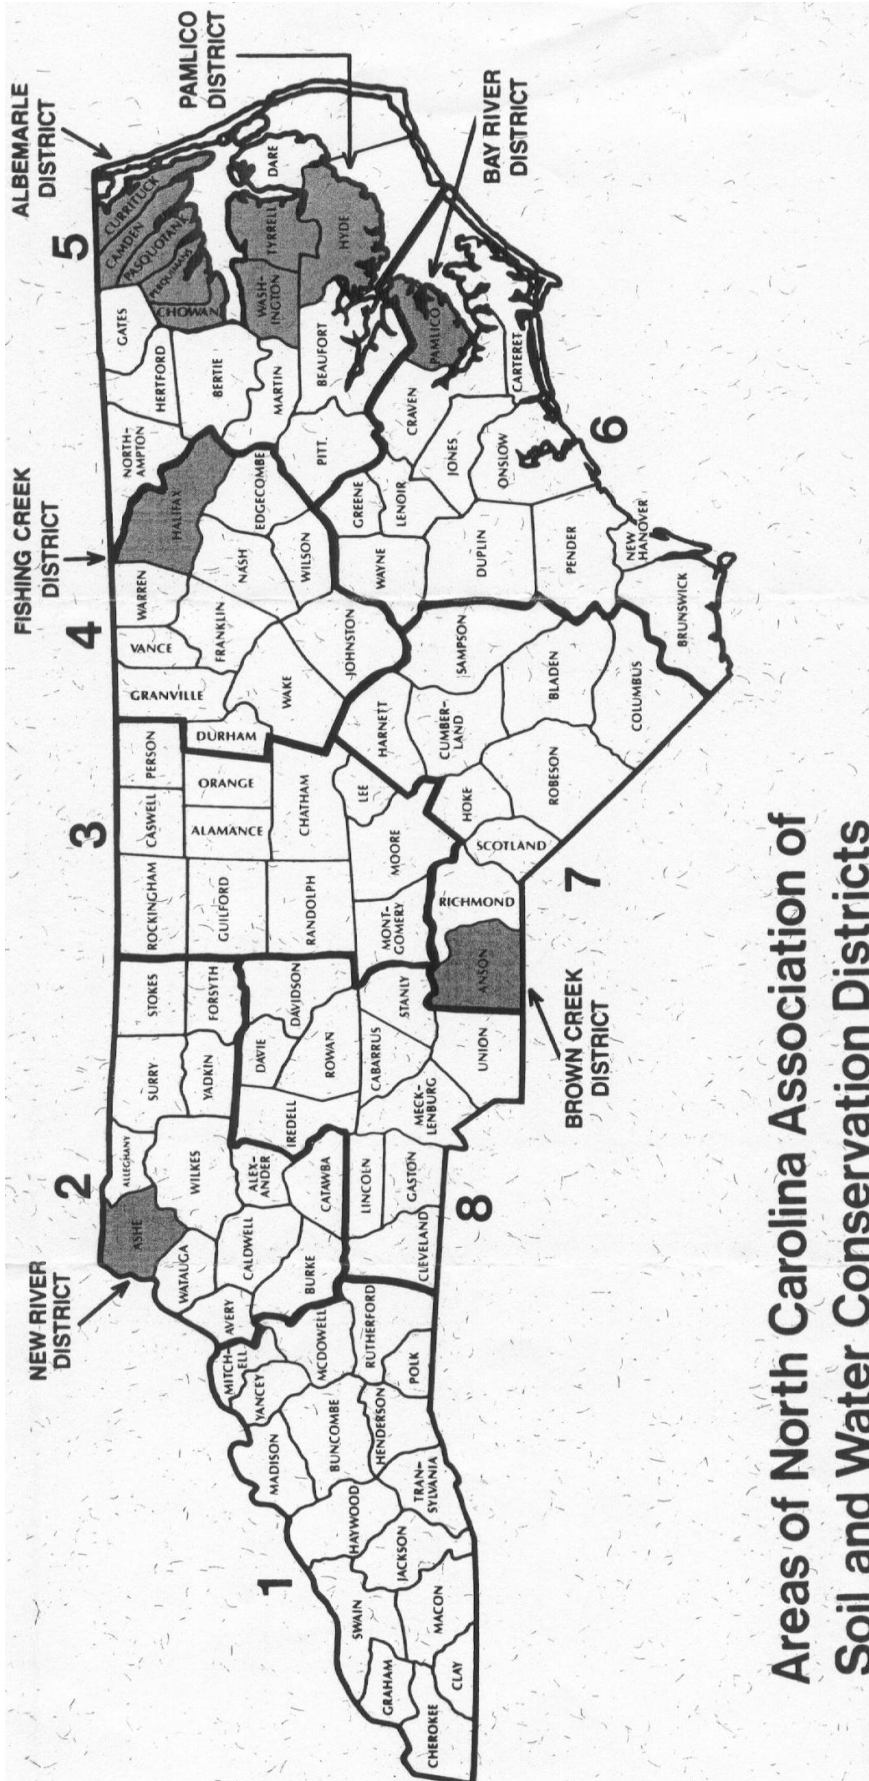 NEW RIVER
DISTRICT
FISHING CREEK
DISTRICT
ALBEMARLE
DISTRICT
PAMLICO
DISTRICT
BAY RIVER
DISTRICT
BROWN CREEK
DISTRICT
1
2
3
4
5
6
7
8
CHEROKEE
GRAHAM
CLAY
SWAIN
MACON
JACKSON
HAYWOOD
TRAN-
SYLVANIA
MADISON
BUNCOMBE
HENDERSON
YANCEY
MITCH-
ELL
MCDOWELL
RUTHERFORD
POLK
AVERY
BURKE
CLEVELAND
WATAUGA
CALDWELL
ASHE
ALLEGHANY
WILKES
ALEX-
ANDER
CATAWBA
LINCOLN
GASTON
SURRY
YADKIN
IREDELL
MECK-
LENBURG
STOKES
FORSYTH
DAVIE
DAVIDSON
ROWAN
CABARRUS
STANLY
UNION
ROCKINGHAM
GUILFORD
RANDOLPH
MONT-
GOMERY
ANSON
RICHMOND
CASWELL
ALAMANCE
CHATHAM
MOORE
SCOTLAND
PERSON
ORANGE
LEE
HOKE
ROBESON
DURHAM
HARNETT
CUMBER-
LAND
BLADEN
COLUMBUS
GRANVILLE
VANCE
WARREN
FRANKLIN
WAKE
JOHNSTON
SAMPSON
BRUNSWICK
HALIFAX
NASH
WILSON
EDGECOMBE
WAYNE
DUPLIN
PENDER
NEW
HANOVER
NORTH-
AMPTON
HERTFORD
BERTIE
MARTIN
PITT.
GREENE
LENOIR
JONES
ONSLOW
CRAVEN
CARTERET
GATES
CHOWAN
PERQUIMANS
PASQUOTANK
CAMDEN
CURRITUCK
WASH-
INGTON
TYRRELL
DARE
HYDE
BEAUFORT
PAMLICO
Areas of North Carolina Association of
Soil and Water Conservation Districts